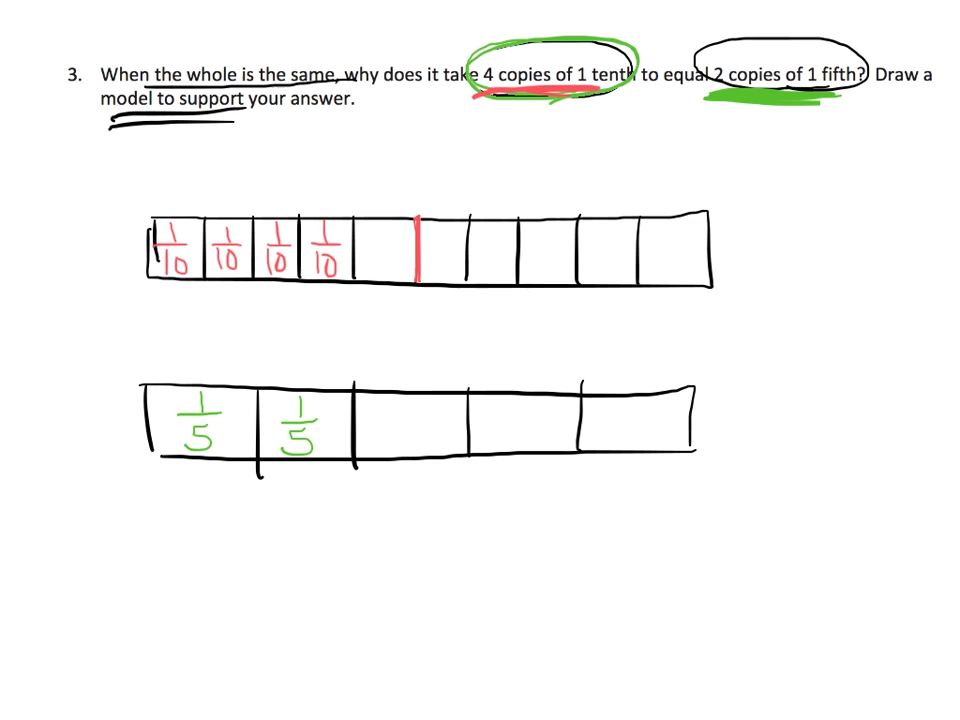 3. When the whole is the same, why does it take 4 copies of 1 tenth to equal 2 copies of 1 fifth? Draw a
model to support your answer.
1/10 1/10 1/10 1/10
1/5 1/5